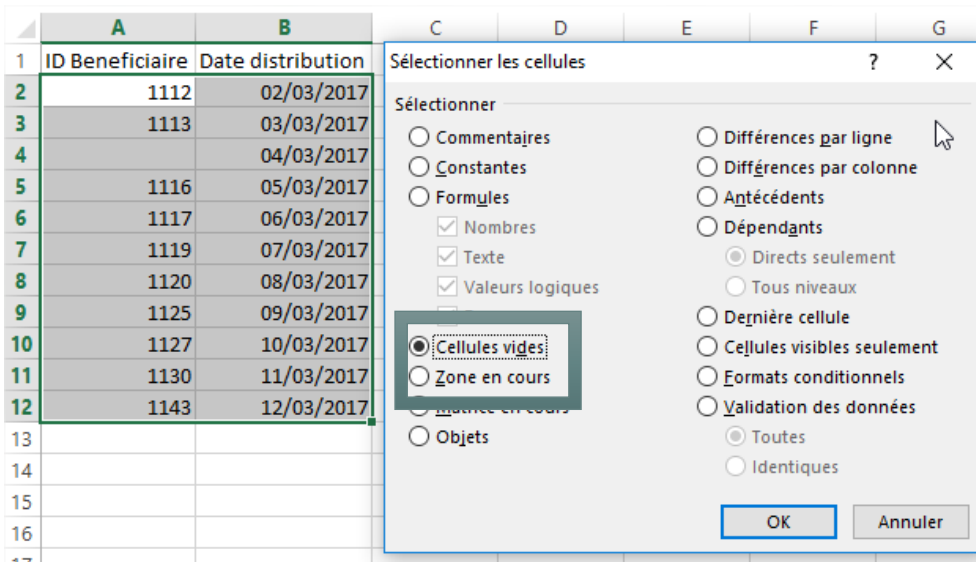 A B C D E F G
1 ID Beneficiaire Date distribution
2 1112 02/03/2017
3 1113 03/03/2017
4 04/03/2017
5 1116 05/03/2017
6 1117 06/03/2017
7 1119 07/03/2017
8 1120 08/03/2017
9 1125 09/03/2017
10 1127 10/03/2017
11 1130 11/03/2017
12 1143 12/03/2017
13
14
15
16
17
Sélectionner les cellules ? ×
Sélectionner
Commentaires
Constantes
Formules
Nombres
Texte
Valeurs logiques
Cellules vides
Zone en cours
Matrice en cours
Objets
Différences par ligne
Différences par colonne
Antécédents
Dépendants
Directs seulement
Tous niveaux
Dernière cellule
Cellules visibles seulement
Formats conditionnels
Validation des données
Toutes
Identiques
OK Annuler